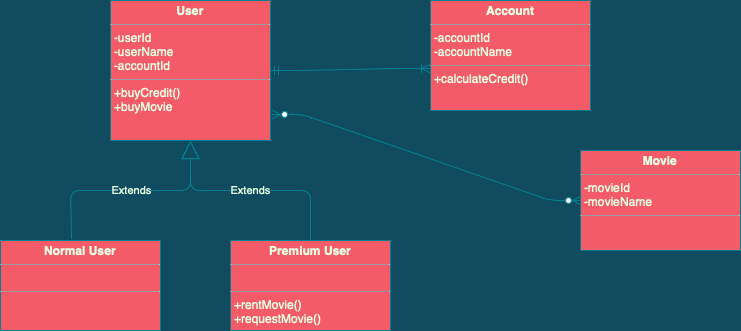 User
-userId
-userName
-accountId
+buyCredit()
+buyMovie
Account
-accountId
-accountName
+calculateCredit()
Movie
-movieId
-movieName
Extends
Extends
Normal User
Premium User
+rentMovie()
+requestMovie()